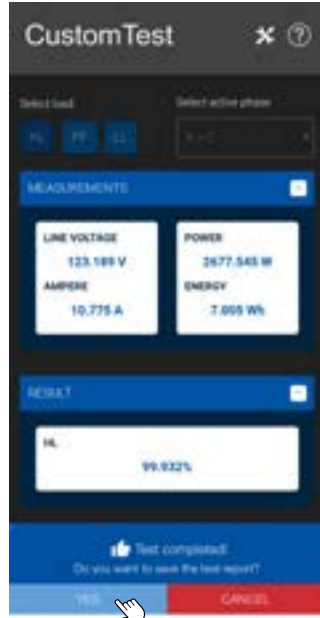 CustomTest
Select load
Select active phase
HL
PF
LL
MEASUREMENTS
LINE VOLTAGE
123.189 V
AMPERE
10.775 A
POWER
2677.545 W
ENERGY
7.005 Wh
RESULT
HL
99.932%
Test completed!
Do you want to save the test report?
YES
CANCEL